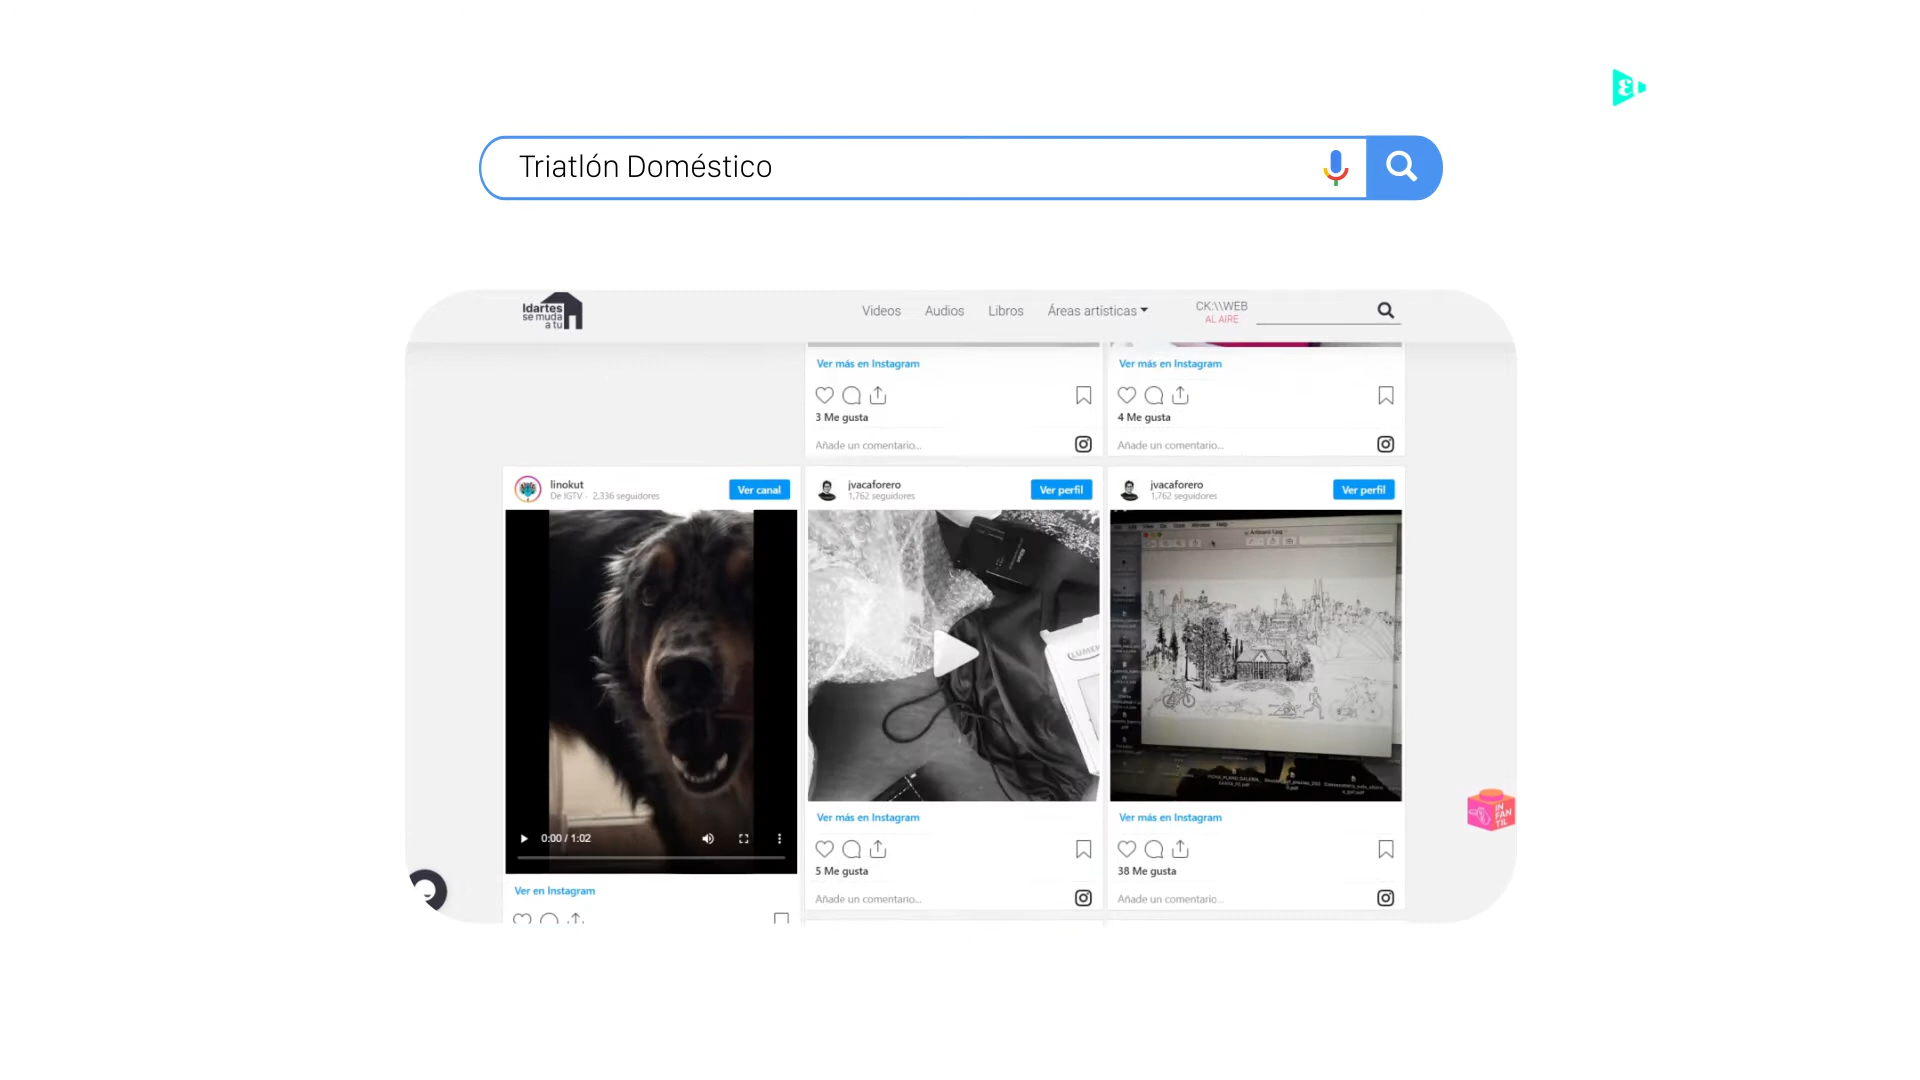 Triatlón Doméstico
Idartes
se muda
a tu
Videos
Audios
Libros
Áreas artísticas
CK:\\WEB
AL AIRE
Ver más en Instagram
Ver más en Instagram
3 Me gusta
4 Me gusta
Añade un comentario...
Añade un comentario...
linokut
De IGTV · 2,336 seguidores
Ver canal
jvacaforero
1,762 seguidores
Ver perfil
jvacaforero
1,762 seguidores
Ver perfil
LUMEN
0:00 / 1:02
IN
FAN
TIL
Ver más en Instagram
Ver más en Instagram
5 Me gusta
38 Me gusta
Ver en Instagram
Añade un comentario...
Añade un comentario...